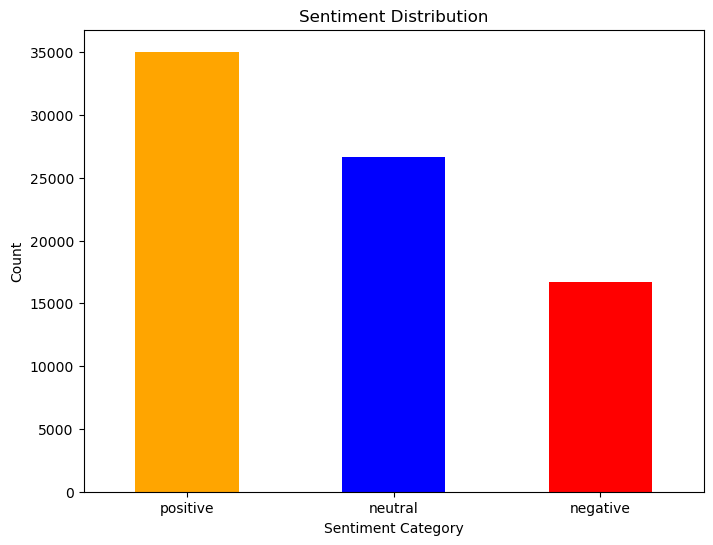 Sentiment Distribution
35000
30000
25000
20000
15000
10000
5000
0
Count
positive
neutral
negative
Sentiment Category